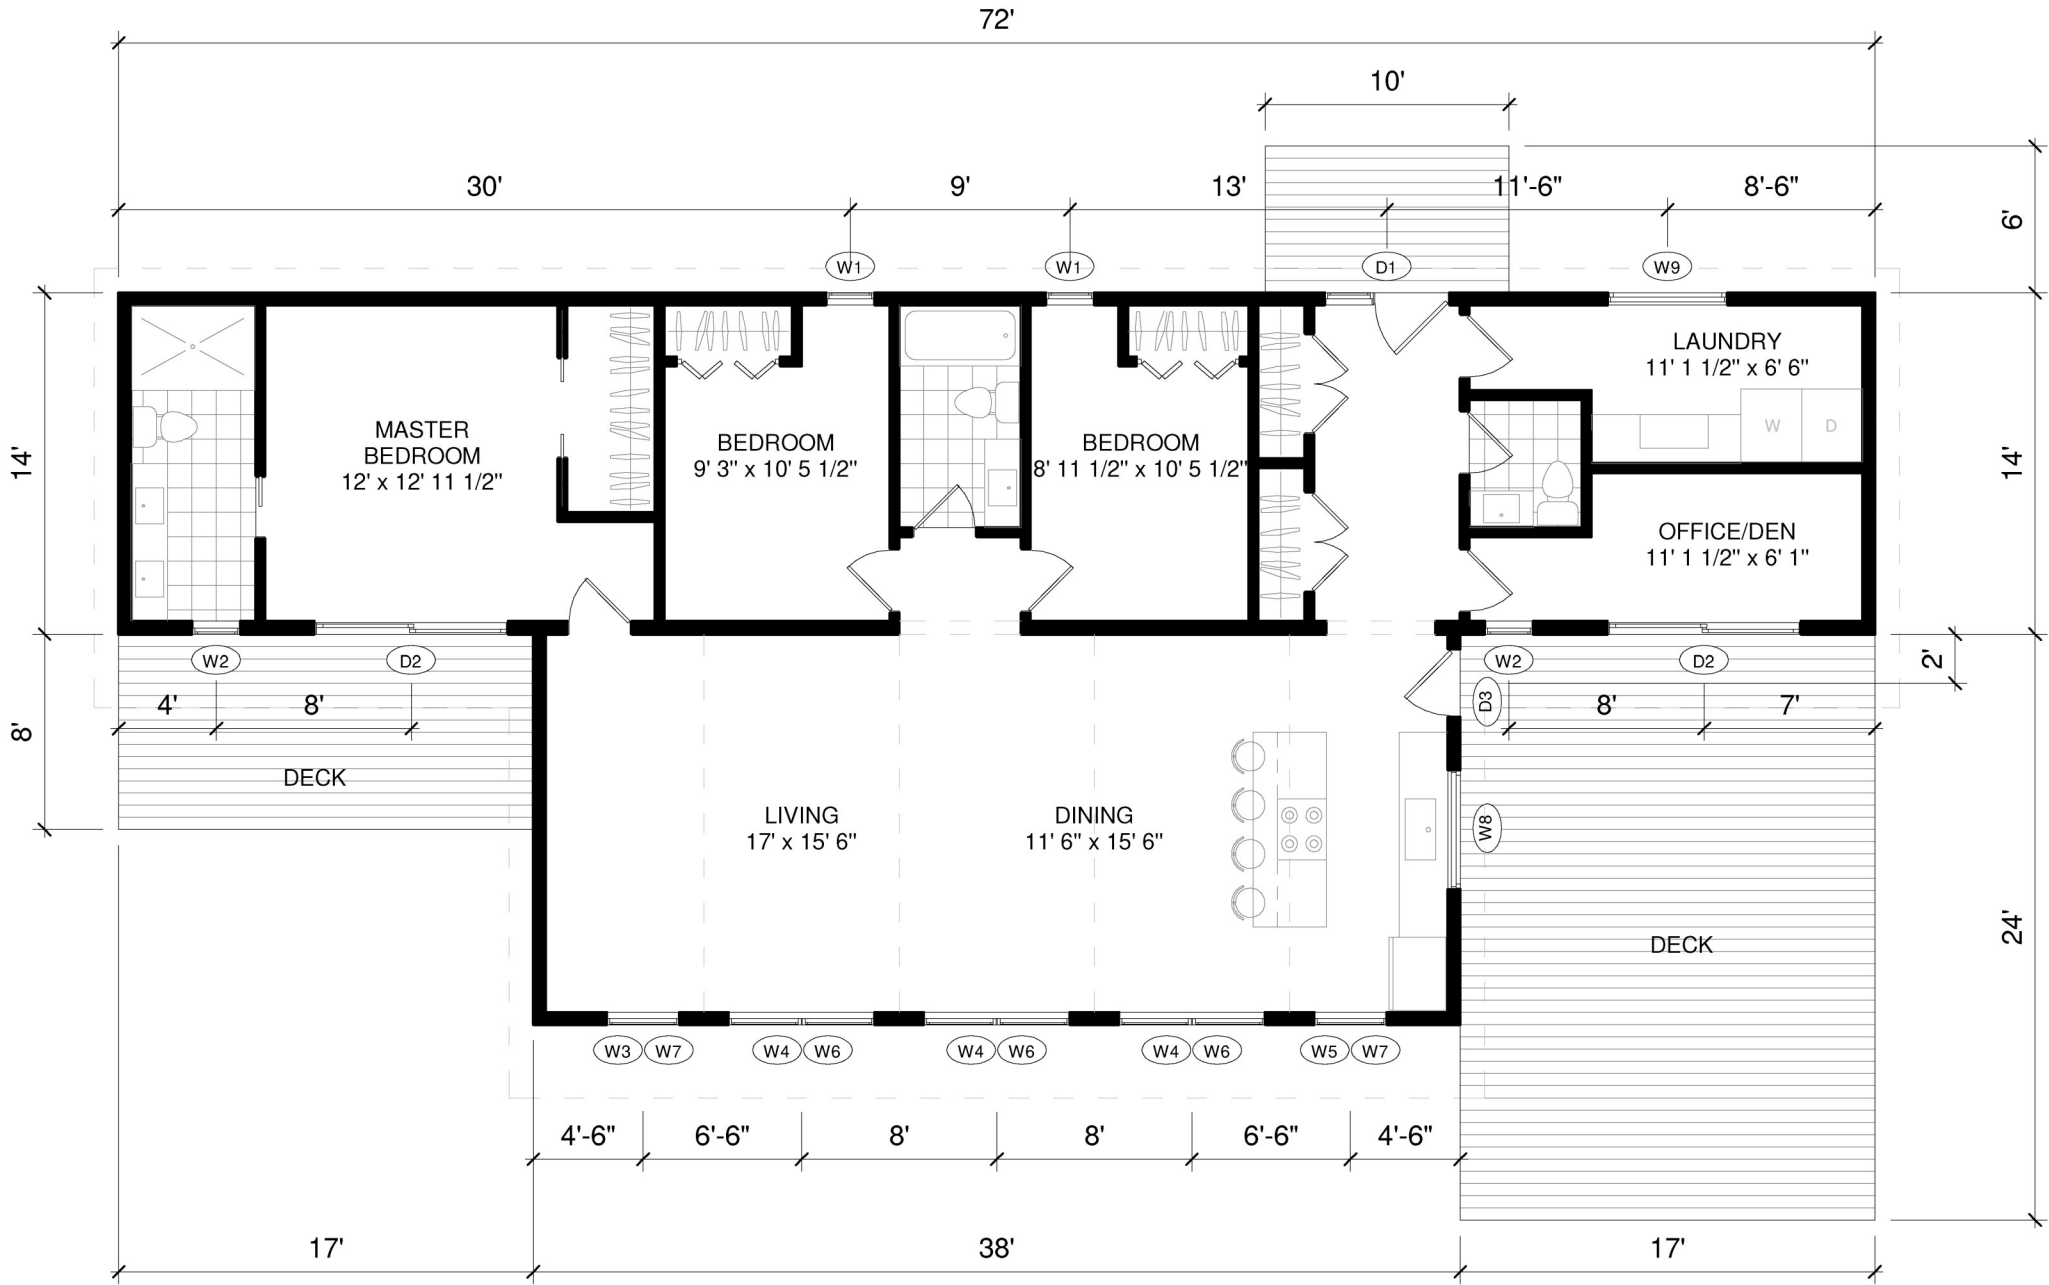 72'
10'
30'
9'
13'
11'-6"
8'-6"
6'
W1
W1
D1
W9
14'
MASTER
BEDROOM
12' x 12' 11 1/2"
BEDROOM
9' 3" x 10' 5 1/2"
BEDROOM
8' 11 1/2" x 10' 5 1/2"
LAUNDRY
11' 1 1/2" x 6' 6"
W
D
OFFICE/DEN
11' 1 1/2" x 6' 1"
14'
W2
D2
W2
D2
2'
D3
4'
8'
8'
7'
8'
DECK
LIVING
17' x 15' 6"
DINING
11' 6" x 15' 6"
W8
DECK
24'
W3
W7
W4
W6
W4
W6
W4
W6
W5
W7
4'-6"
6'-6"
8'
8'
6'-6"
4'-6"
17'
38'
17'